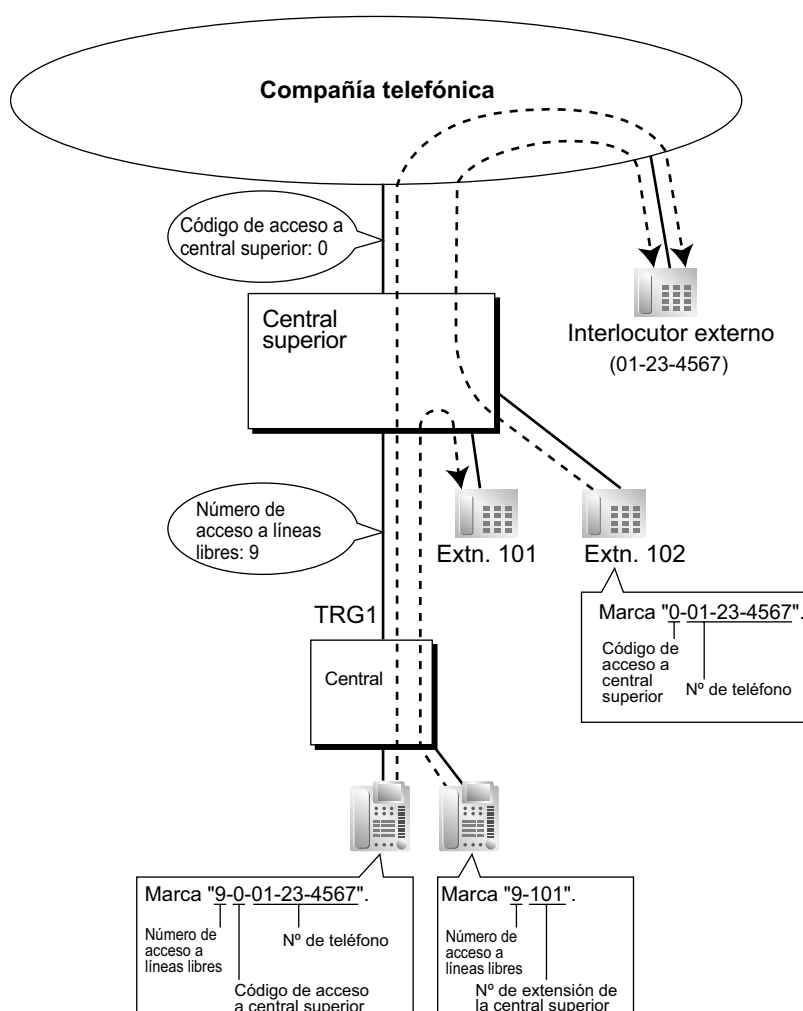 Compañía telefónica
Código de acceso a
central superior: 0
Central
superior
Interlocutor externo
(01-23-4567)
Número de
acceso a líneas
libres: 9
Extn. 101
Extn. 102
TRG1
Marca "0-01-23-4567".
Código de
acceso a
central
superior
Nº de teléfono
Central
Marca "9-0-01-23-4567".
Número de
acceso a
líneas libres
Nº de teléfono
Código de acceso
a central superior
Marca "9-101".
Número de
acceso a
líneas libres
Nº de extensión de
la central superior